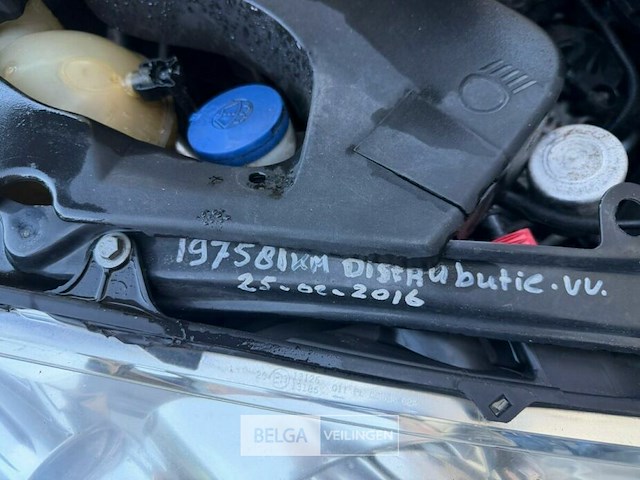 197581KM DISTRibutie.VV.
25-02-2016
BELGA VEILINGEN